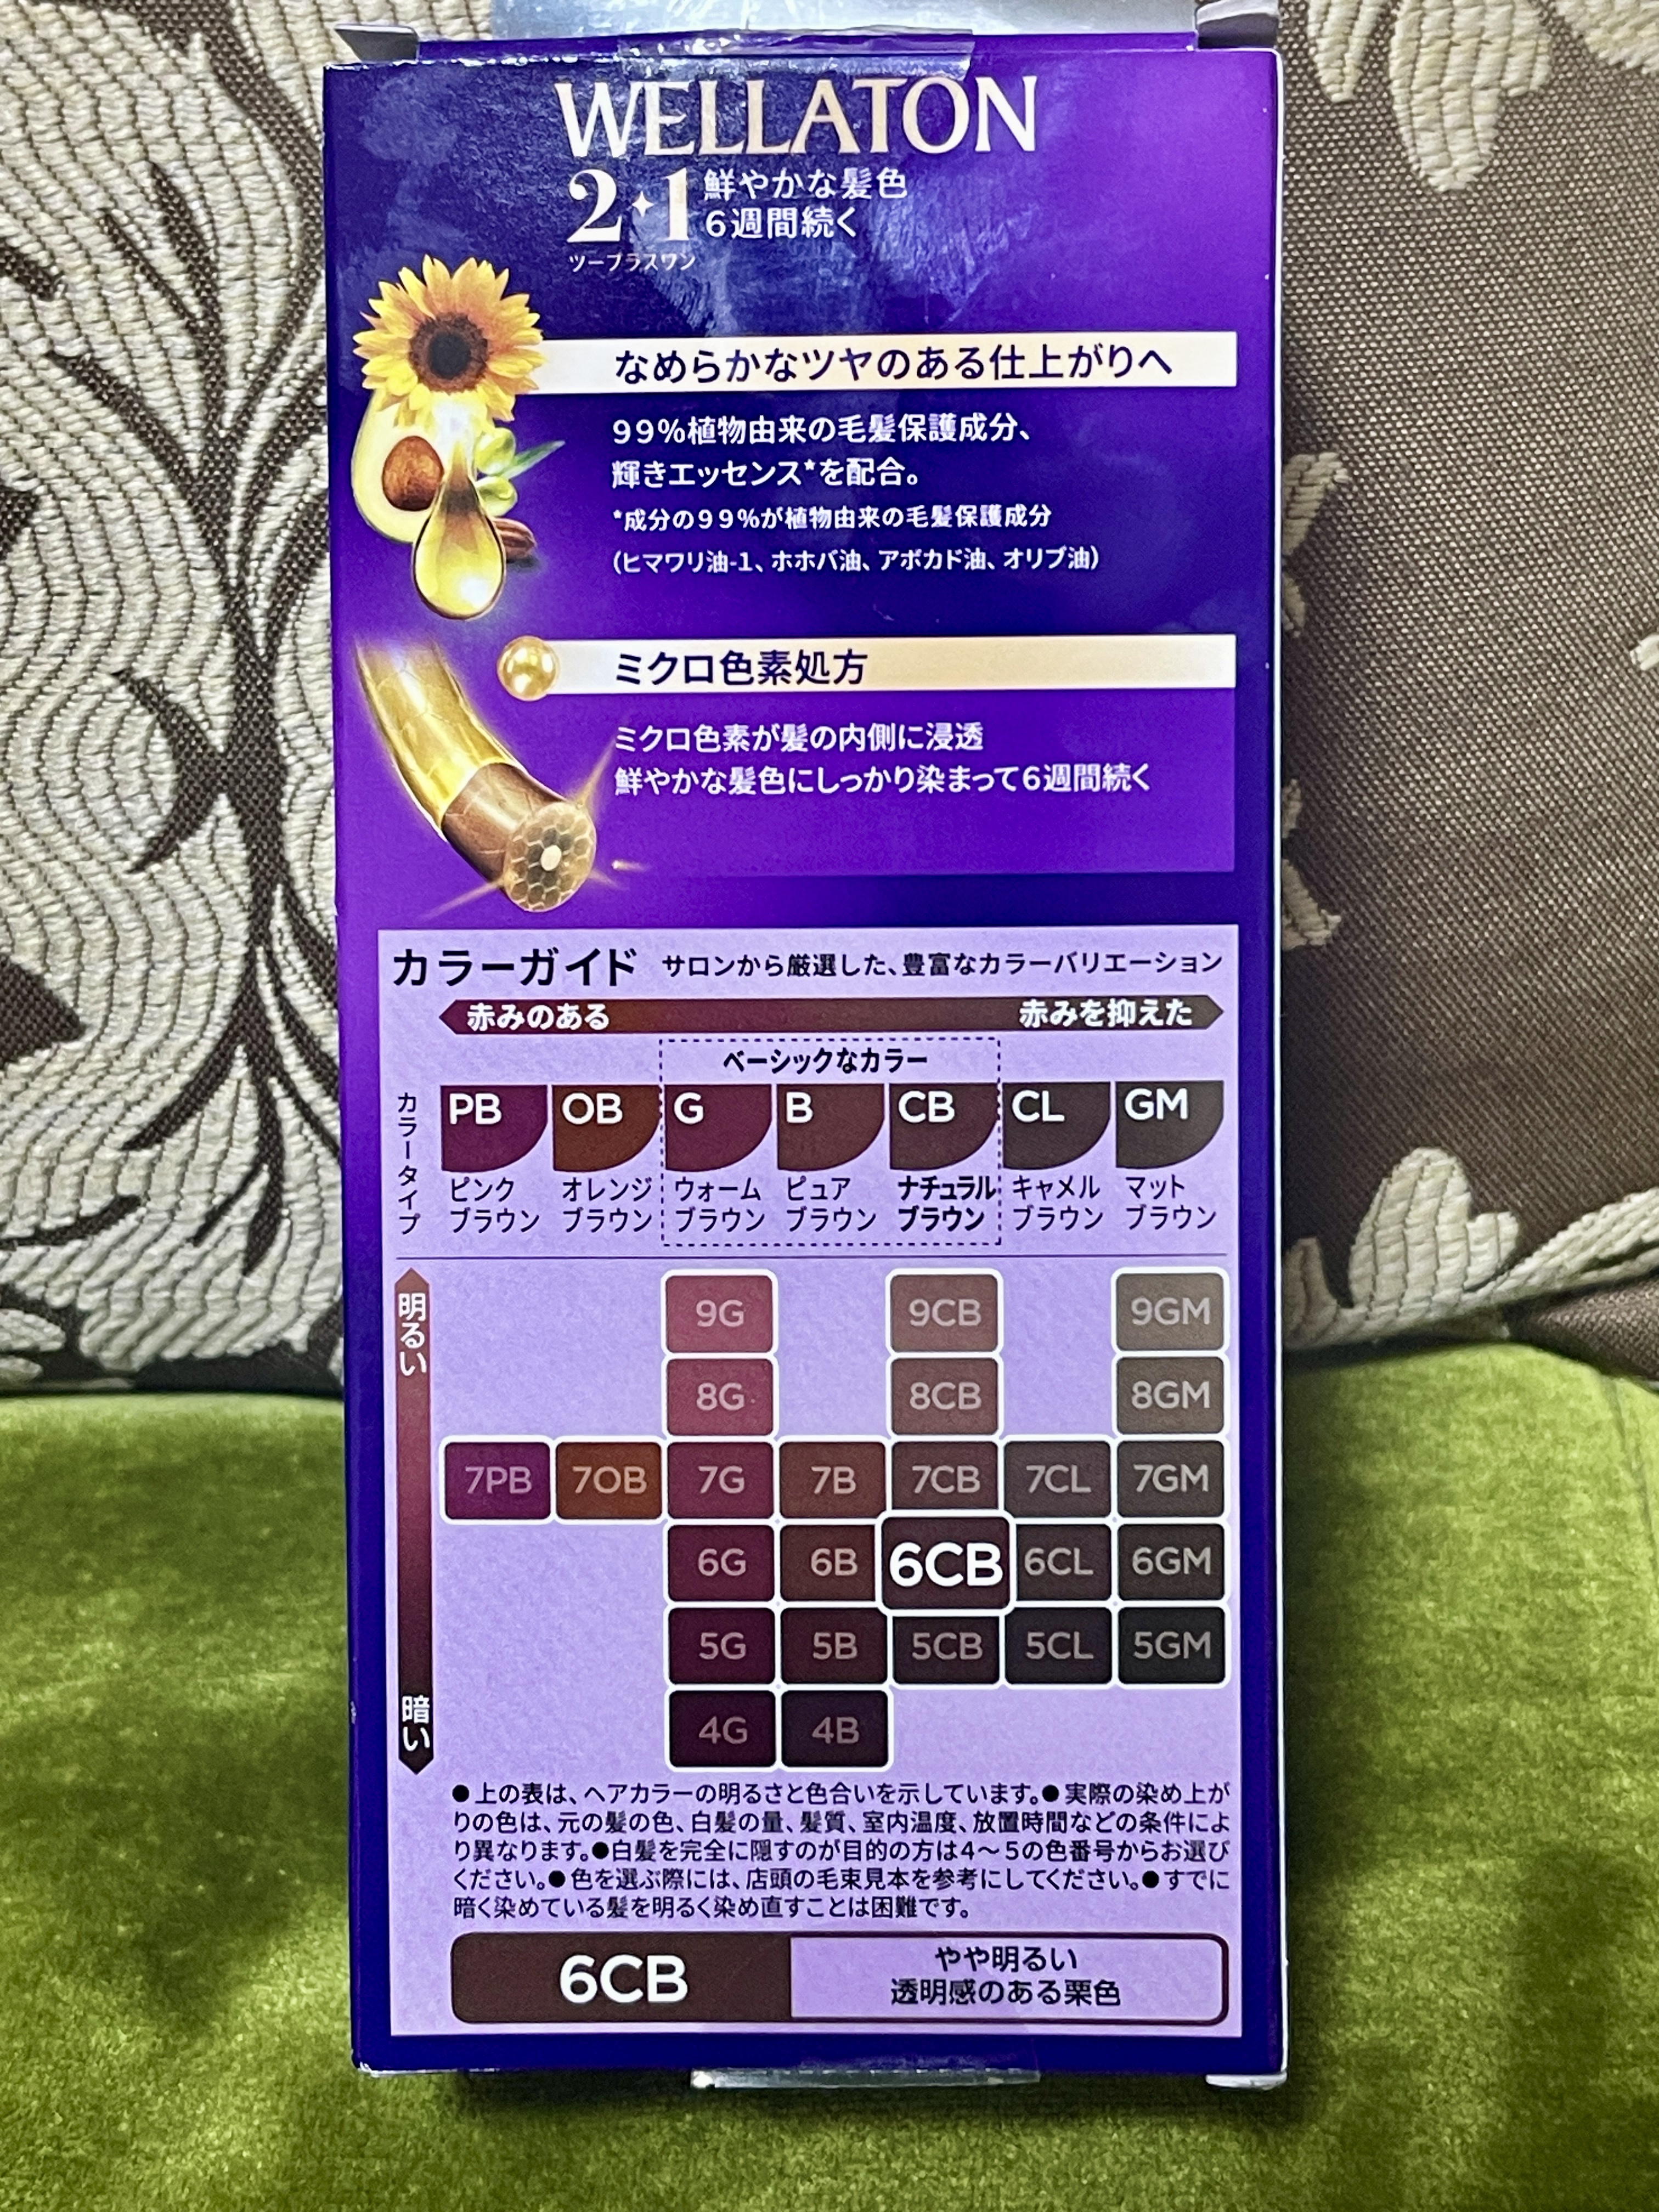 WELLATON
2+1 鮮やかな髪色
6週間続く
ツープラスワン
なめらかなツヤのある仕上がりへ
99%植物由来の毛髪保護成分、
輝きエッセンス*を配合。
*成分の99%が植物由来の毛髪保護成分
(ヒマワリ油-1、ホホバ油、アボカド油、オリブ油)
ミクロ色素処方
ミクロ色素が髪の内側に浸透
鮮やかな髪色にしっかり染まって6週間続く
カラーガイド サロンから厳選した、豊富なカラーバリエーション
赤みのある 赤みを抑えた
ベーシックなカラー
カラータイプ
PB OB G B CB CL GM
ピンク オレンジ ウォーム ピュア ナチュラル キャメル マット
ブラウン ブラウン ブラウン ブラウン ブラウン ブラウン ブラウン
明るい
9G 9CB 9GM
8G 8CB 8GM
7PB 7OB 7G 7B 7CB 7CL 7GM
6G 6B 6CB 6CL 6GM
5G 5B 5CB 5CL 5GM
4G 4B
暗い
●上の表は、ヘアカラーの明るさと色合いを示しています。●実際の染め上が
りの色は、元の髪の色、白髪の量、髪質、室内温度、放置時間などの条件によ
り異なります。●白髪を完全に隠すのが目的の方は4〜5の色番号からお選び
ください。●色を選ぶ際には、店頭の毛束見本を参考にしてください。●すでに
暗く染めている髪を明るく染め直すことは困難です。
6CB やや明るい
透明感のある栗色